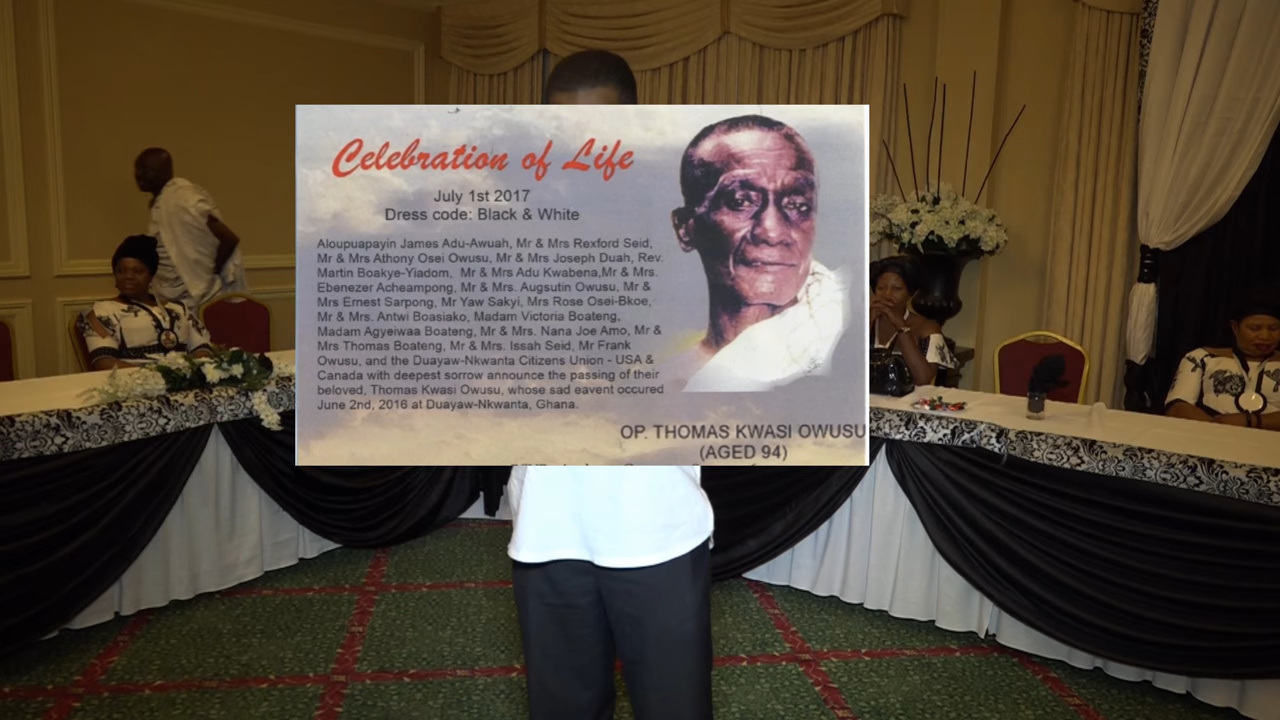 Celebration of Life
July 1st 2017
Dress code: Black & White
Aloupuapayin James Adu-Awuah, Mr & Mrs Rexford Seid,
Mr & Mrs Athony Osei Owusu, Mr & Mrs Joseph Duah, Rev.
Martin Boakye-Yiadom, Mr & Mrs Adu Kwabena,Mr & Mrs.
Ebenezer Acheampong, Mr & Mrs. Augsutin Owusu, Mr &
Mrs Ernest Sarpong, Mr Yaw Sakyi, Mrs Rose Osei-Bkoe,
Mr & Mrs. Antwi Boasiako, Madam Victoria Boateng,
Madam Agyeiwaa Boateng, Mr & Mrs. Nana Joe Amo, Mr &
Mrs Thomas Boateng, Mr & Mrs. Issah Seid, Mr Frank
Owusu, and the Duayaw-Nkwanta Citizens Union - USA &
Canada with deepest sorrow announce the passing of their
beloved, Thomas Kwasi Owusu, whose sad eavent occured
June 2nd, 2016 at Duayaw-Nkwanta, Ghana.
OP. THOMAS KWASI OWUSU
(AGED 94)